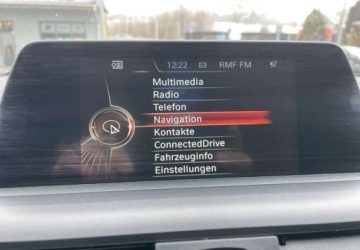 12:22 RMF FM
Multimedia
Radio
Telefon
Navigation
Kontakte
ConnectedDrive
Fahrzeuginfo
Einstellungen